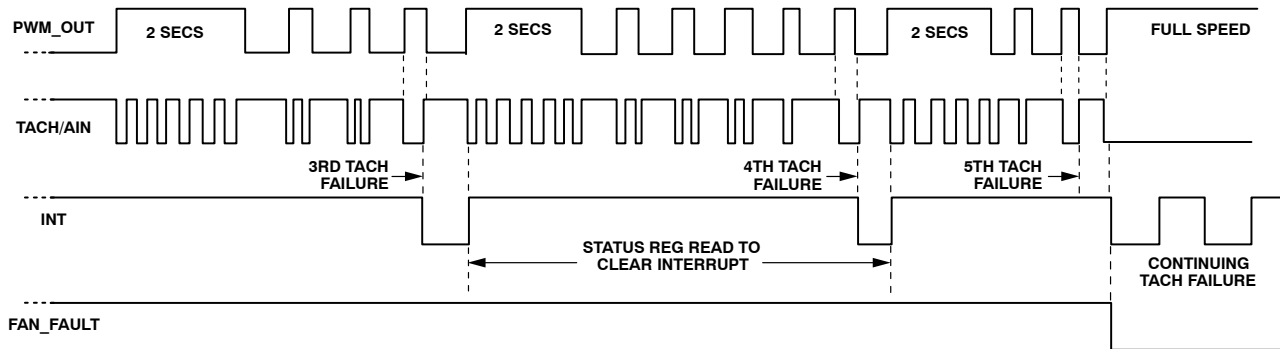 PWM_OUT
2 SECS
2 SECS
2 SECS
FULL SPEED
TACH/AIN
3RD TACH
FAILURE
4TH TACH
FAILURE
5TH TACH
FAILURE
INT
STATUS REG READ TO
CLEAR INTERRUPT
CONTINUING
TACH FAILURE
FAN_FAULT